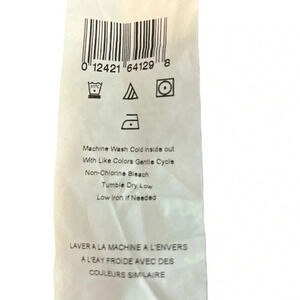 0 12421 64129 8
Machine Wash Cold inside out
With Like Colors Gentle Cycle
Non-Chlorine Bleach
Tumble Dry Low
Low Iron if Needed
LAVER A LA MACHINE A L'ENVERS
A L'EAY FROIDE AVEC DES
COULEURS SIMILAIRE